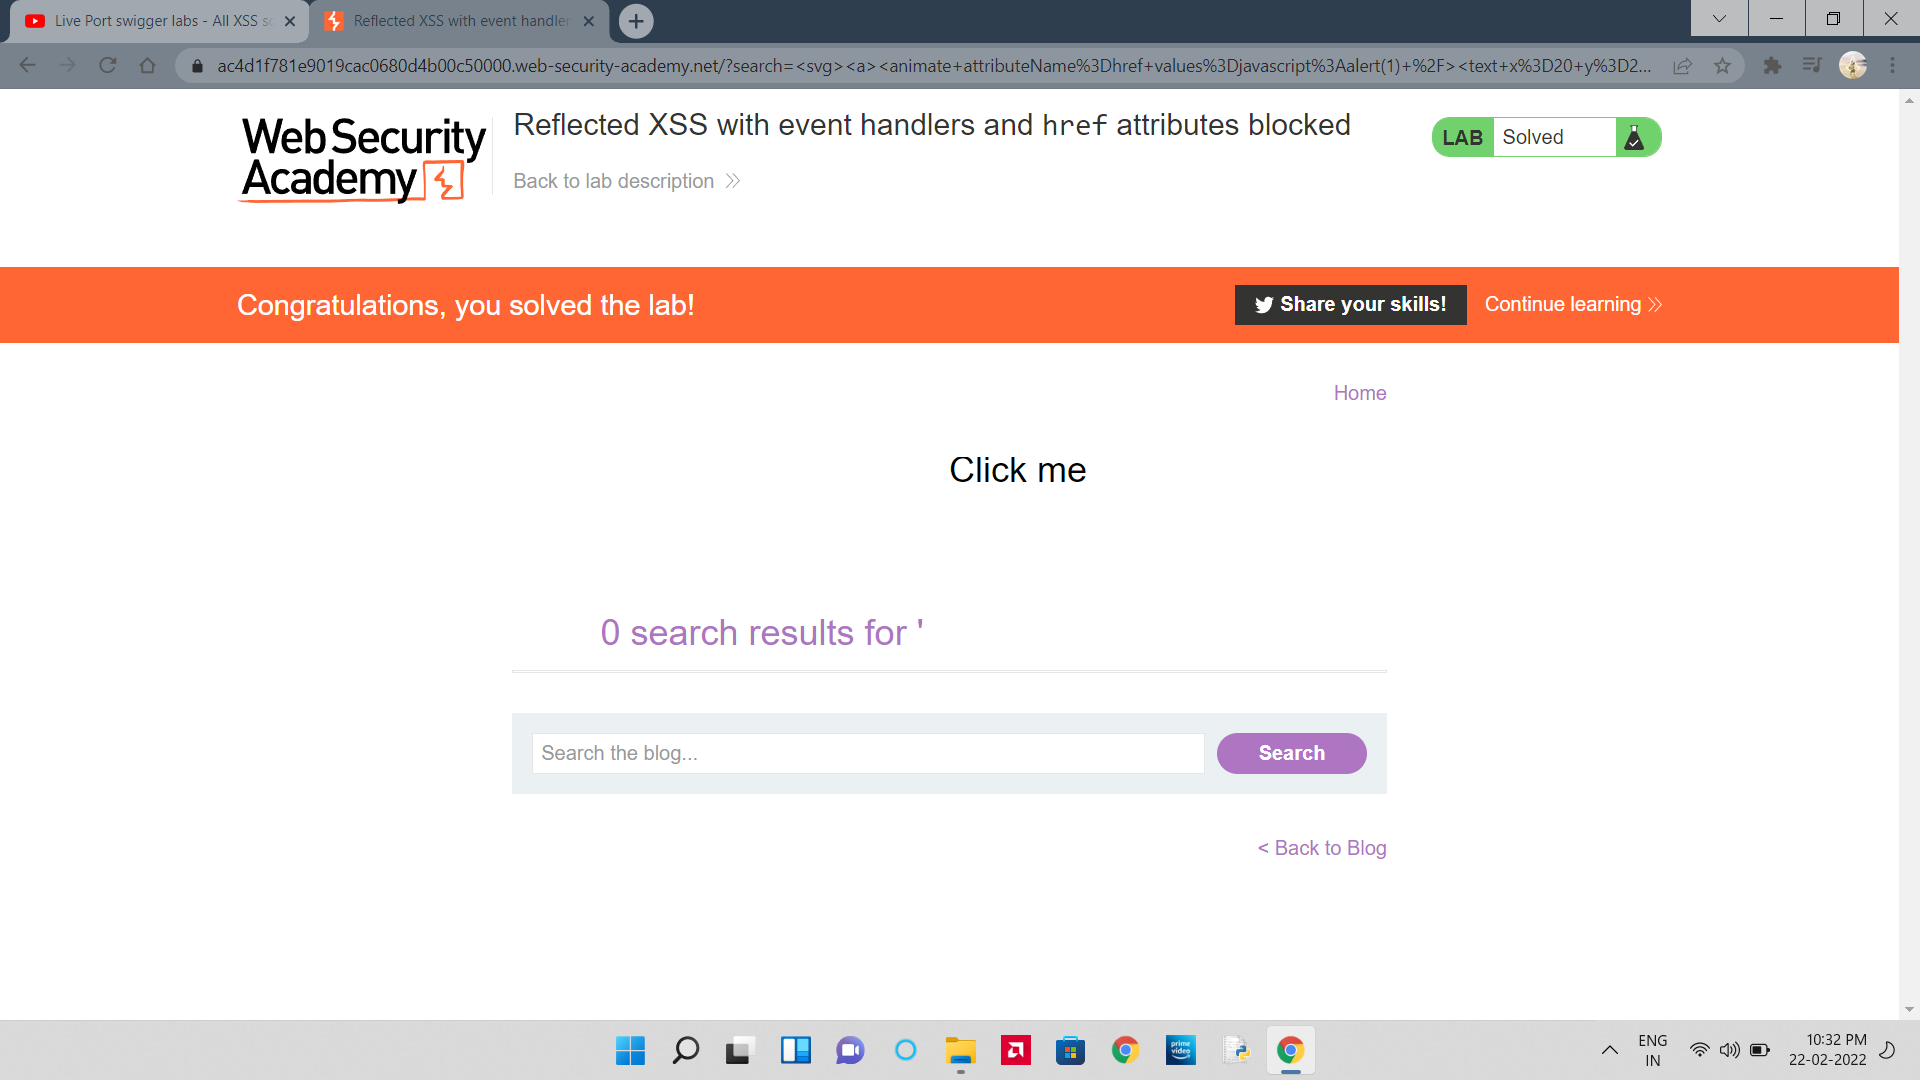 Live Port swigger labs - All XSS so
Reflected XSS with event handler
ac4d1f781e9019cac0680d4b00c50000.web-security-academy.net/?search=<svg><a><animate+attributeName%3Dhref+values%3Djavascript%3Aalert(1)+%2F><text+x%3D20+y%3D2...
Web Security
Academy
Reflected XSS with event handlers and href attributes blocked
Back to lab description
LAB Solved
Congratulations, you solved the lab!
Share your skills!
Continue learning
Home
Click me
0 search results for '
Search the blog...
Search
< Back to Blog
prime
video
ENG
IN
10:32 PM
22-02-2022